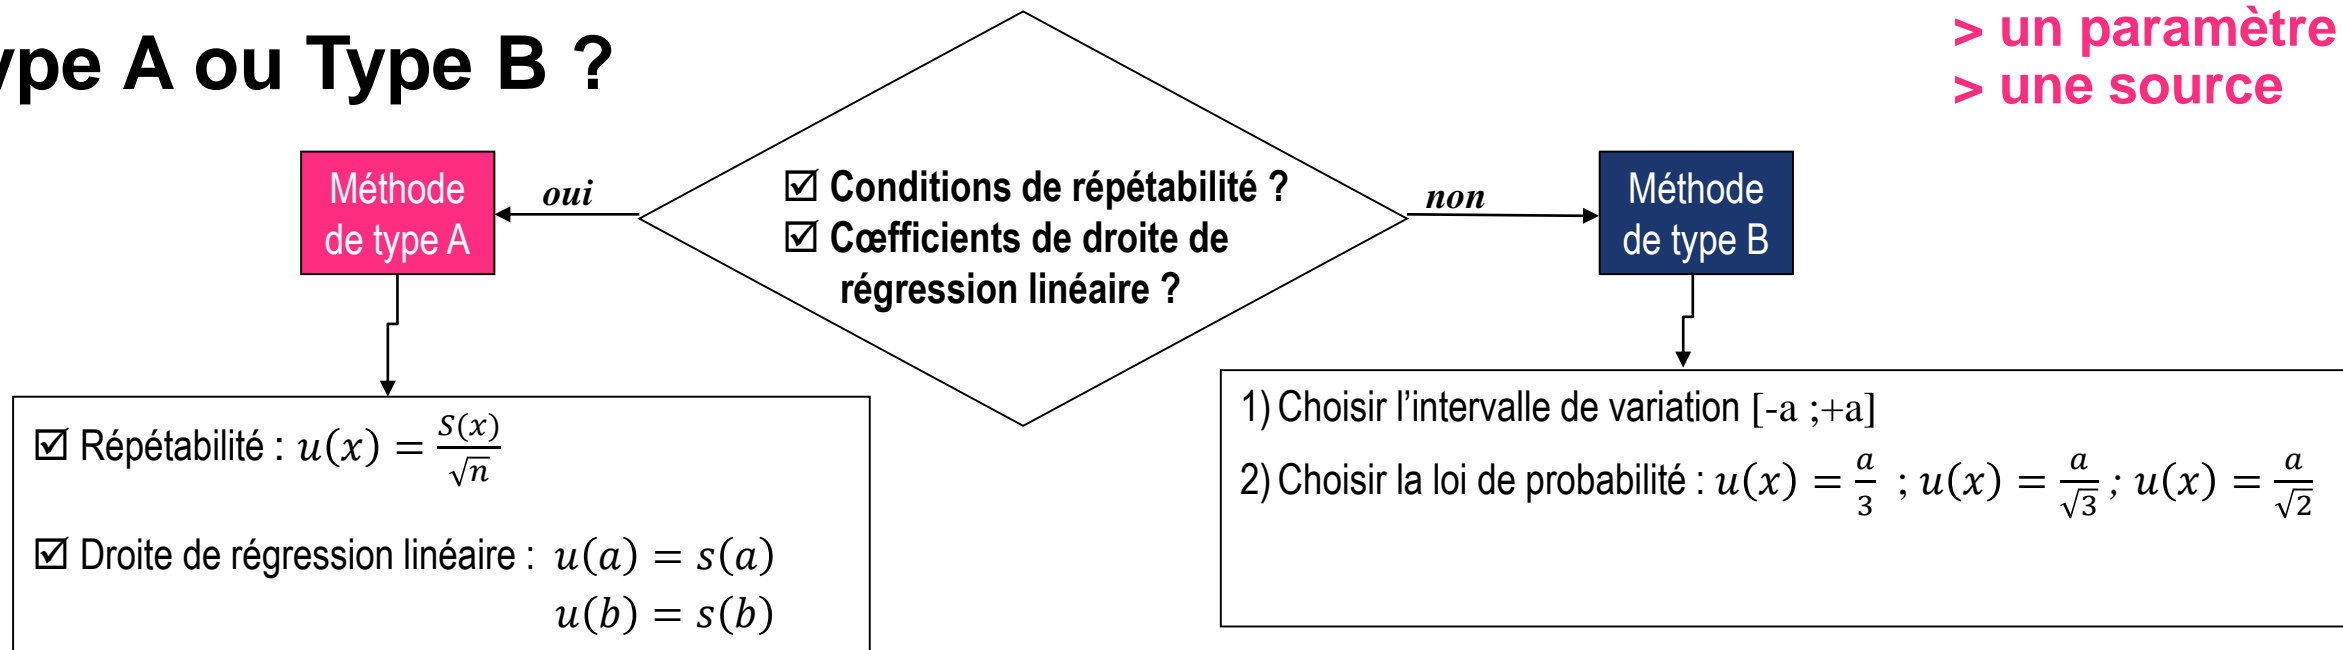 ype A ou Type B ?
> un paramètre
> une source
Méthode
de type A
oui
☑ Conditions de répétabilité ?
☑ Cœfficients de droite de
régression linéaire ?
non
Méthode
de type B
☑ Répétabilité : u(x) = S(x)/√n
☑ Droite de régression linéaire : u(a) = s(a)
u(b) = s(b)
1) Choisir l'intervalle de variation [-a ;+a]
2) Choisir la loi de probabilité : u(x) = a/3 ; u(x) = a/√3 ; u(x) = a/√2